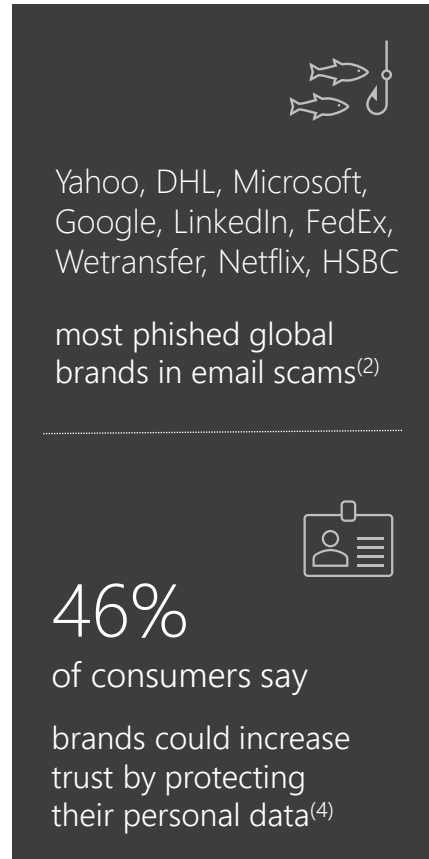 Yahoo, DHL, Microsoft,
Google, LinkedIn, FedEx,
Wetransfer, Netflix, HSBC
most phished global
brands in email scams(2)
46%
of consumers say
brands could increase
trust by protecting
their personal data(4)